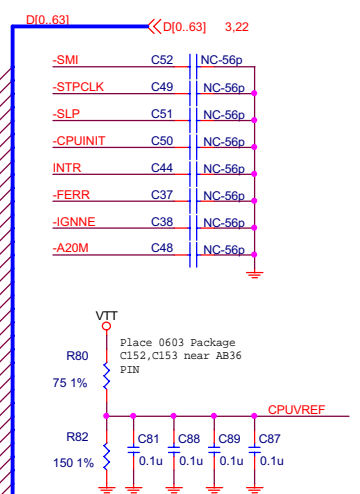 D[0..63]
D[0..63] 3,22
-SMI C52 NC-56p
-STPCLK C49 NC-56p
-SLP C51 NC-56p
-CPUINIT C50 NC-56p
INTR C44 NC-56p
-FERR C37 NC-56p
-IGNNE C38 NC-56p
-A20M C48 NC-56p
VTT
Place 0603 Package
C152,C153 near AB36
PIN
R80
75 1%
CPUVREF
R82 C81 C88 C89 C87
150 1% 0.1u 0.1u 0.1u 0.1u